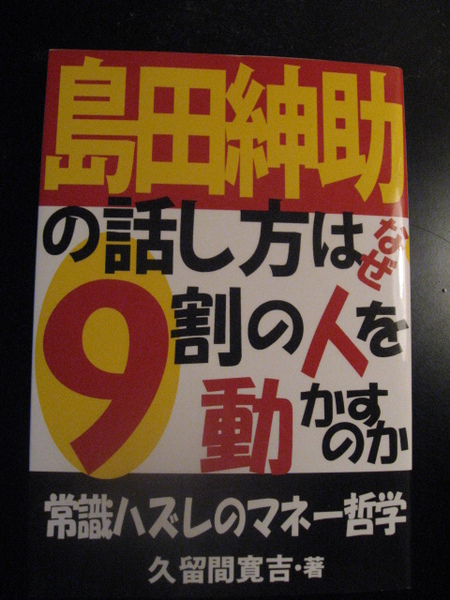 島田紳助
の話し方はなぜ
9割の人を
動かすのか
常識ハズレのマネー哲学
久留間寛吉・著